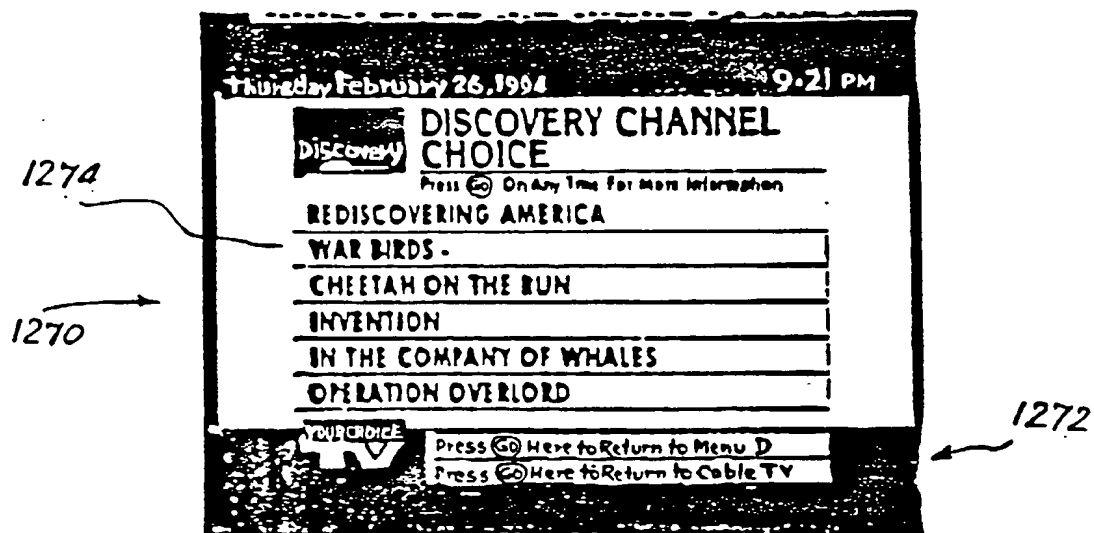 Thursday February 26, 1994 9:21 PM
Discovery
DISCOVERY CHANNEL
CHOICE
Press GO On Any Time For More Information
REDISCOVERING AMERICA
1274
WAR BIRDS -
CHEETAH ON THE RUN
1270
INVENTION
IN THE COMPANY OF WHALES
OPERATION OVERLORD
1272
YOUR CHOICE
TV
Press GO Here to Return to Menu D
Press GO Here to Return to Cable TV